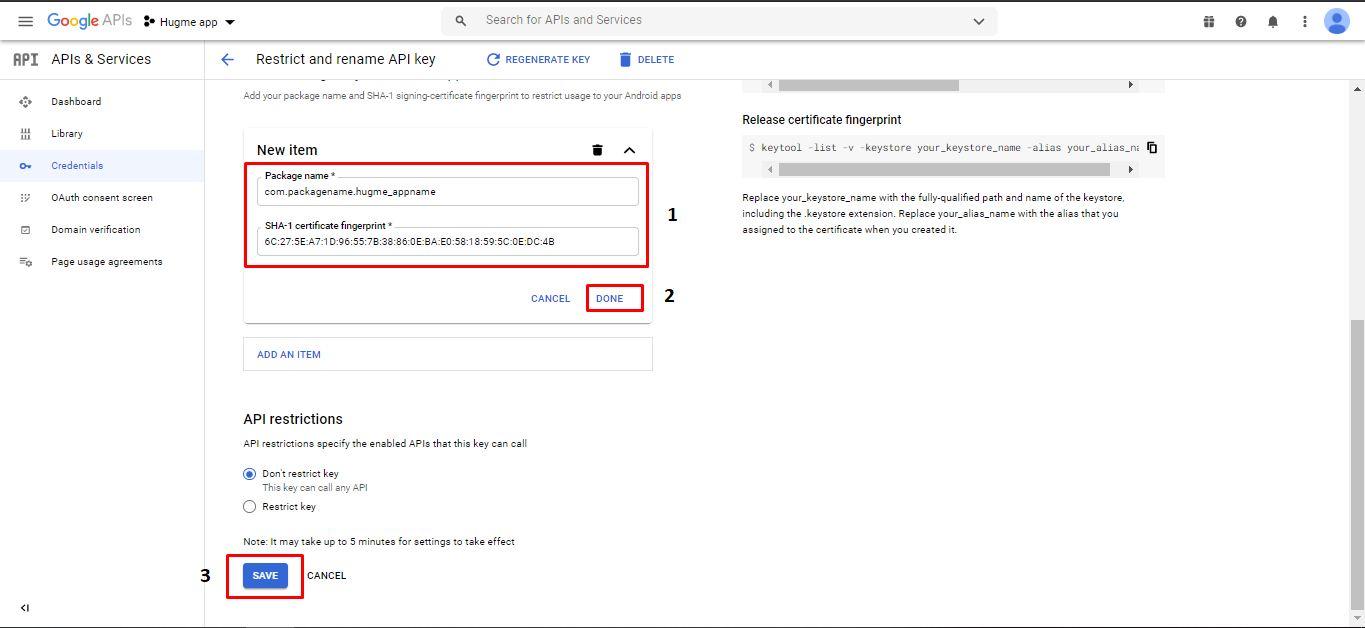 Google APIs
Hugme app
Search for APIs and Services
API APIs & Services
Restrict and rename API key
REGENERATE KEY
DELETE
Dashboard
Library
Credentials
OAuth consent screen
Domain verification
Page usage agreements
Add your package name and SHA-1 signing-certificate fingerprint to restrict usage to your Android apps
New item
Package name *
com.packagename.hugme_appname
SHA-1 certificate fingerprint *
6C:27:5E:A7:1D:96:55:7B:38:86:0E:BA:E0:58:18:59:5C:0E:DC:4B
1
CANCEL
DONE
2
ADD AN ITEM
API restrictions
API restrictions specify the enabled APIs that this key can call
Don't restrict key
This key can call any API
Restrict key
Note: It may take up to 5 minutes for settings to take effect
3
SAVE
CANCEL
Release certificate fingerprint
$ keytool -list -v -keystore your_keystore_name -alias your_alias_na
Replace your_keystore_name with the fully-qualified path and name of the keystore,
including the .keystore extension. Replace your_alias_name with the alias that you
assigned to the certificate when you created it.